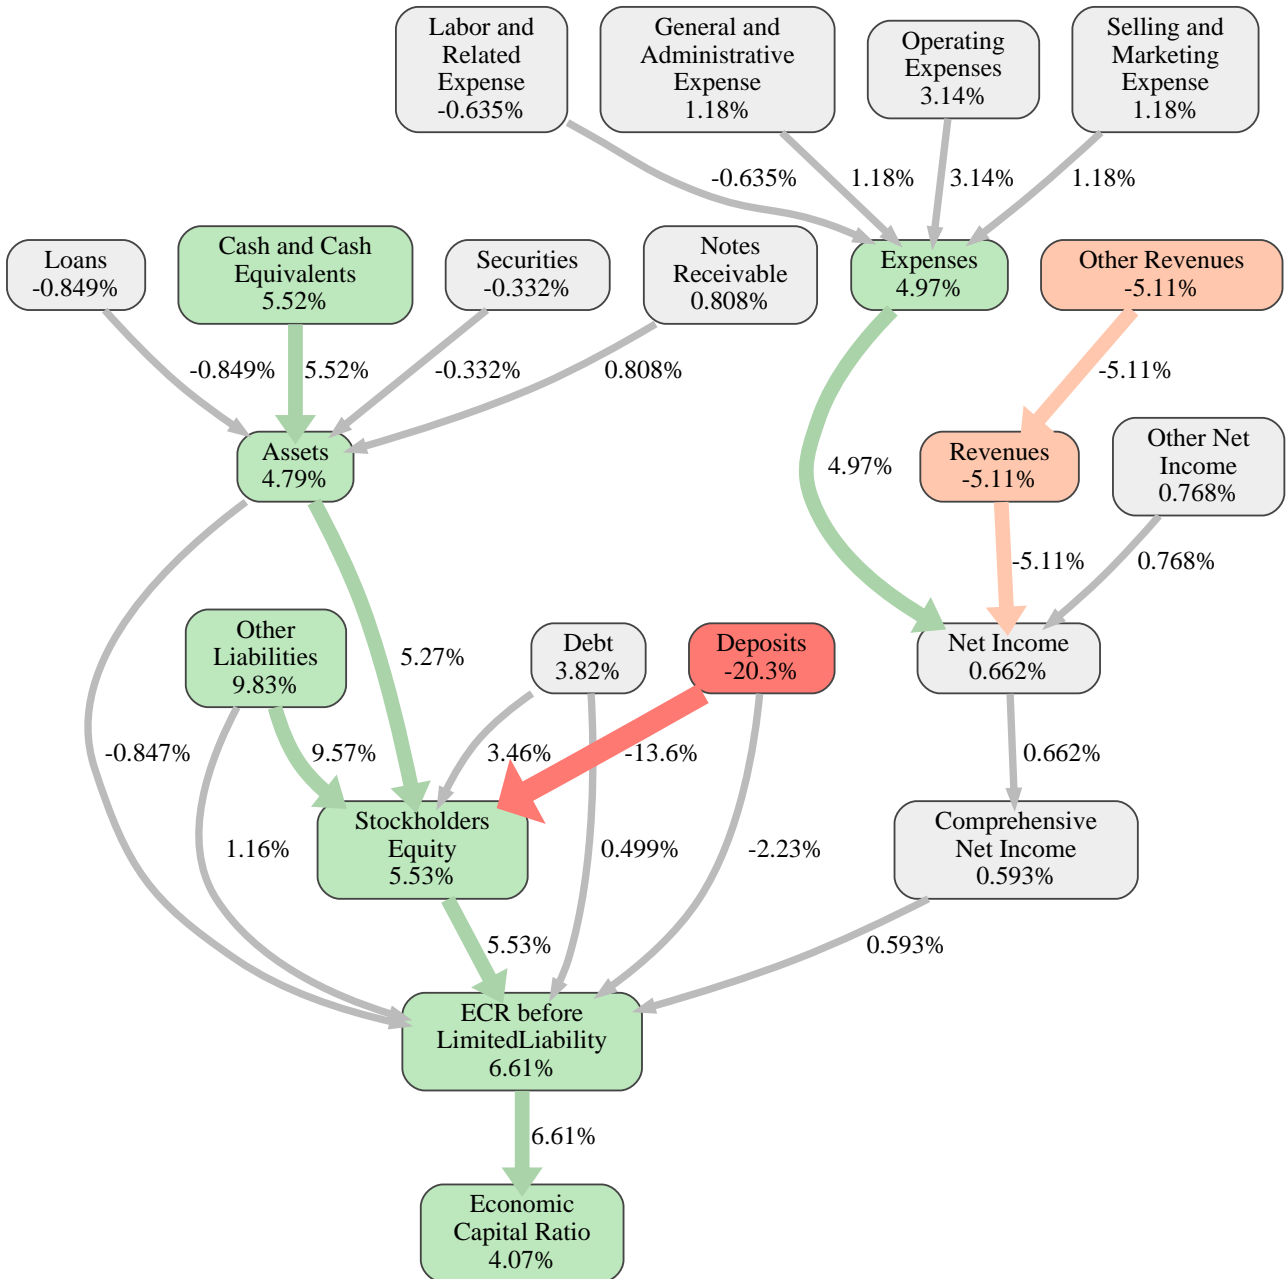 Labor and
Related
Expense
-0.635%
General and
Administrative
Expense
1.18%
Operating
Expenses
3.14%
Selling and
Marketing
Expense
1.18%
-0.635%
1.18%
3.14%
1.18%
Loans
-0.849%
Cash and Cash
Equivalents
5.52%
Securities
-0.332%
Notes
Receivable
0.808%
Expenses
4.97%
Other Revenues
-5.11%
-0.849%
5.52%
-0.332%
0.808%
-5.11%
Assets
4.79%
4.97%
Revenues
-5.11%
Other Net
Income
0.768%
-5.11%
0.768%
Other
Liabilities
9.83%
5.27%
Debt
3.82%
Deposits
-20.3%
Net Income
0.662%
-0.847%
9.57%
3.46%
-13.6%
0.662%
Stockholders
Equity
5.53%
1.16%
0.499%
-2.23%
Comprehensive
Net Income
0.593%
5.53%
0.593%
ECR before
LimitedLiability
6.61%
6.61%
Economic
Capital Ratio
4.07%